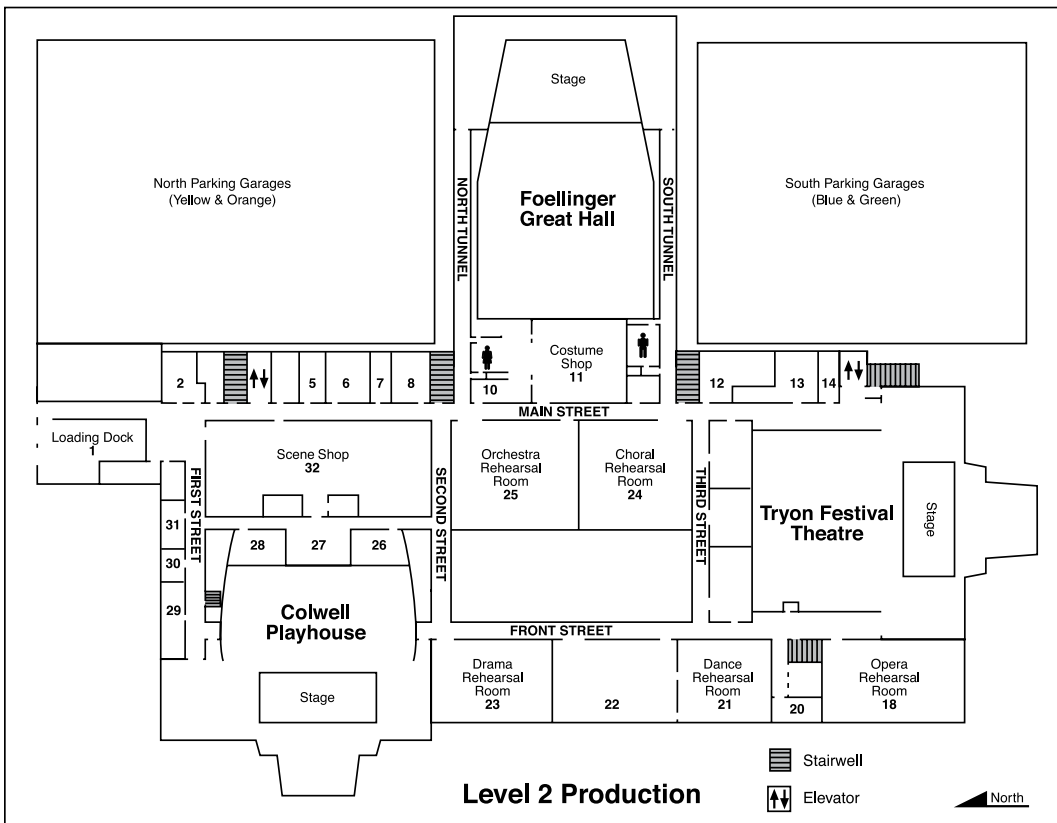 Stage
North Parking Garages
(Yellow & Orange)
NORTH TUNNEL
Foellinger
Great Hall
SOUTH TUNNEL
South Parking Garages
(Blue & Green)
2
5
6
7
8
10
Costume
Shop
11
12
13
14
MAIN STREET
Loading Dock
1
FIRST STREET
Scene Shop
32
SECOND STREET
Orchestra
Rehearsal
Room
25
Choral
Rehearsal
Room
24
THIRD STREET
Tryon Festival
Theatre
Stage
31
30
29
28
27
26
Colwell
Playhouse
Stage
FRONT STREET
Drama
Rehearsal
Room
23
22
Dance
Rehearsal
Room
21
20
Opera
Rehearsal
Room
18
Level 2 Production
Stairwell
Elevator
North